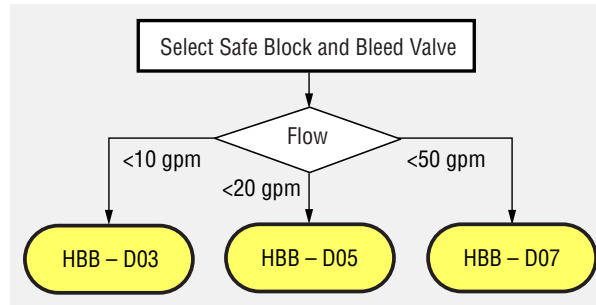 Select Safe Block and Bleed Valve
Flow
<10 gpm
<50 gpm
<20 gpm
HBB – D03
HBB – D05
HBB – D07